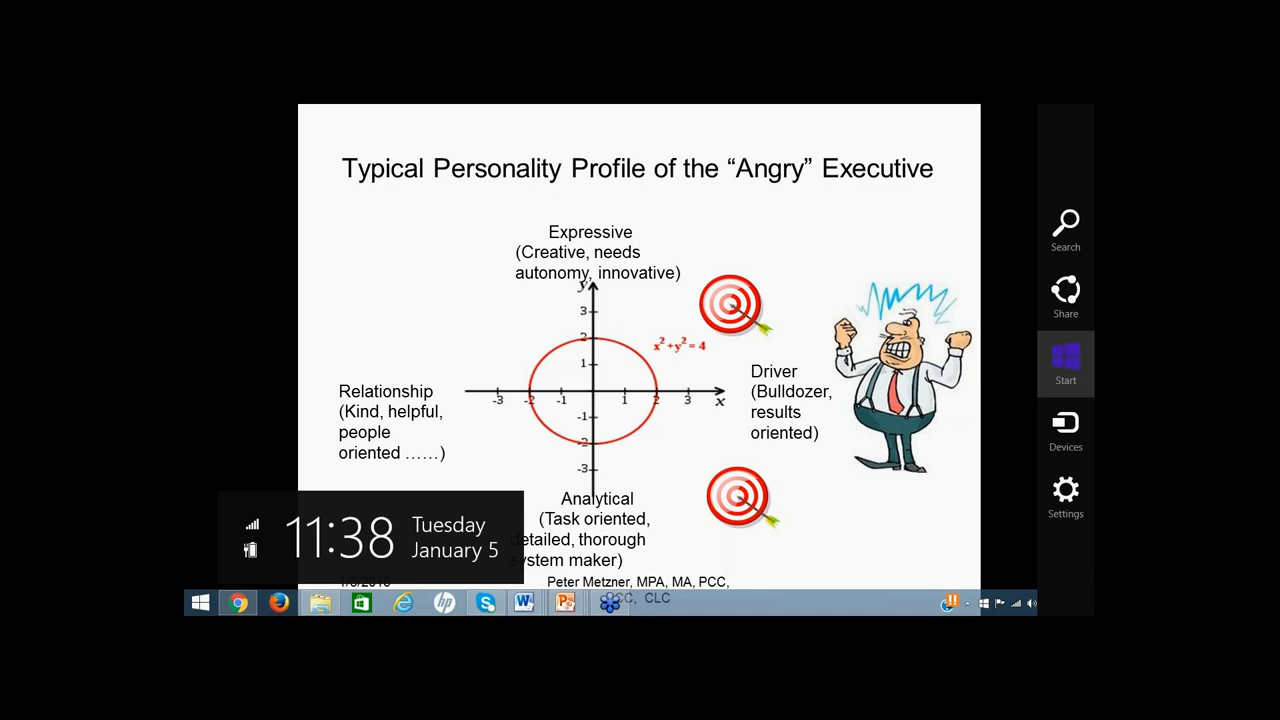 Typical Personality Profile of the “Angry” Executive
Expressive
(Creative, needs
autonomy, innovative)
y
3
2
x²+y²= 4
1
-3 -2 -1 1 2 3 x
-1
-2
-3
Relationship
(Kind, helpful,
people
oriented ……)
Driver
(Bulldozer,
results
oriented)
Analytical
(Task oriented,
detailed, thorough
system maker)
Peter Metzner, MPA, MA, PCC,
CLC
11:38
Tuesday
January 5
Search
Share
Start
Devices
Settings
hp